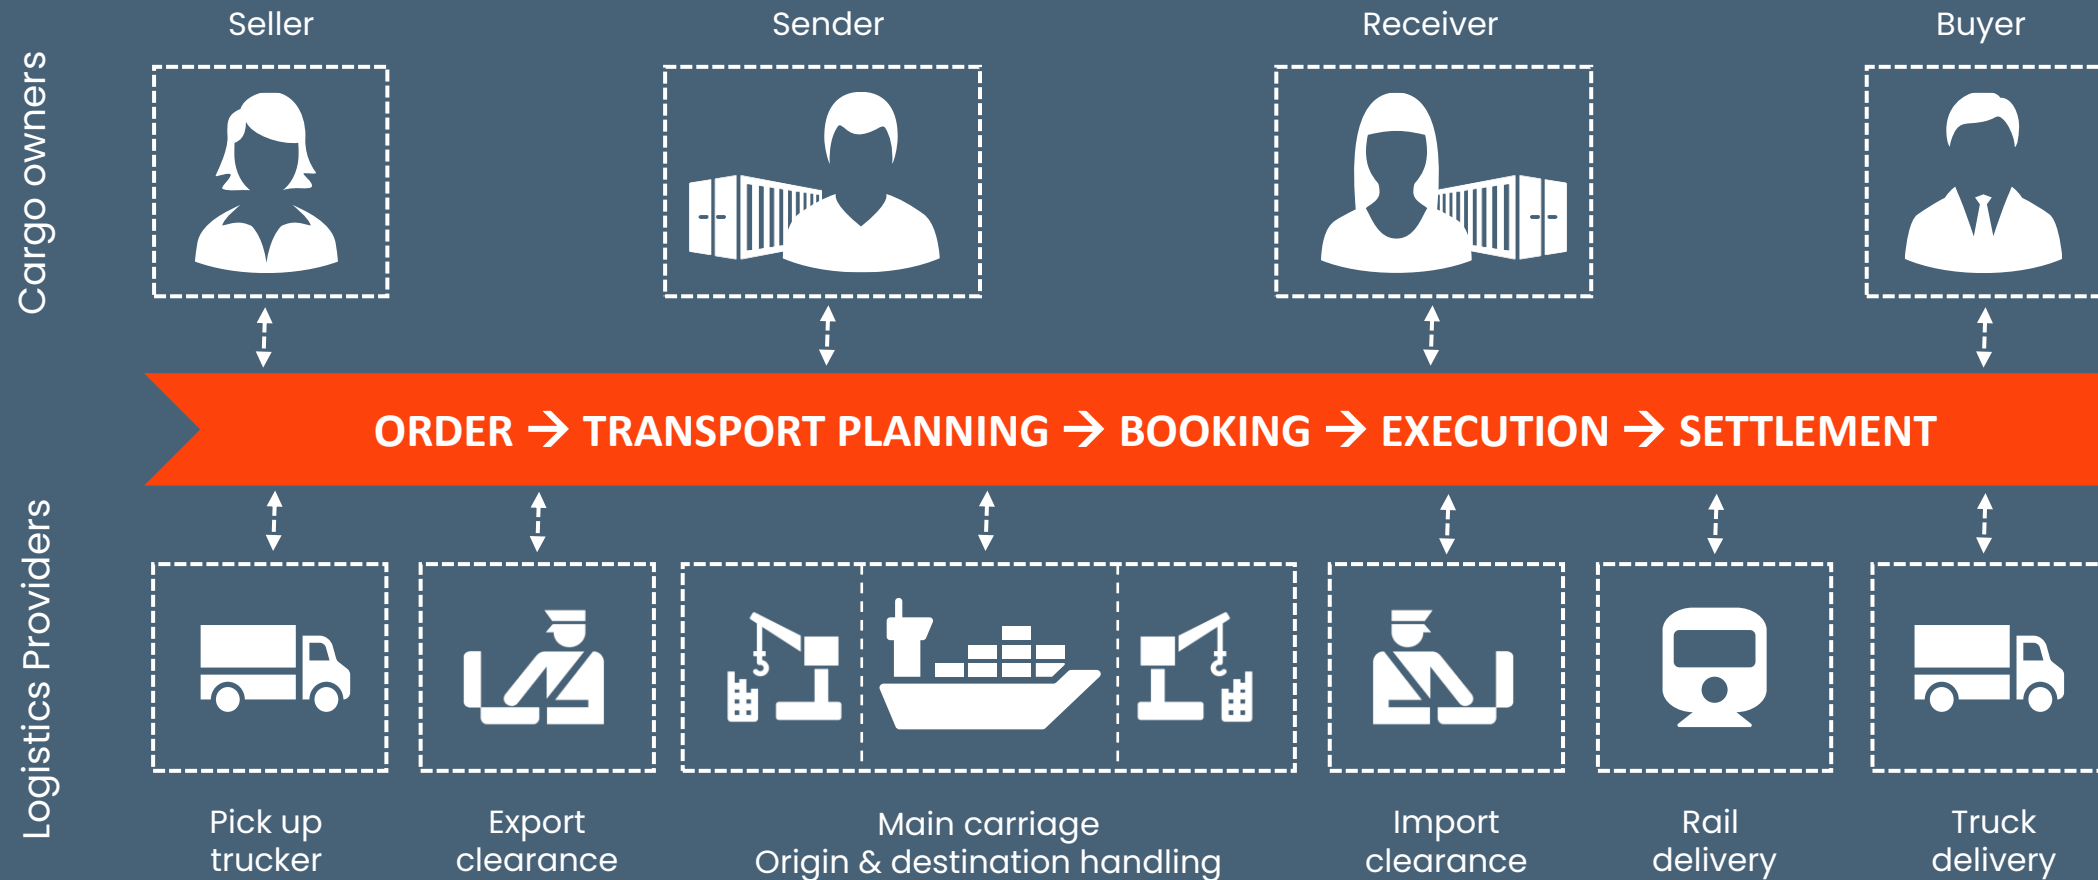 Seller
Sender
Receiver
Buyer
Cargo owners
ORDER → TRANSPORT PLANNING → BOOKING → EXECUTION → SETTLEMENT
Logistics Providers
Pick up
trucker
Export
clearance
Main carriage
Origin & destination handling
Import
clearance
Rail
delivery
Truck
delivery